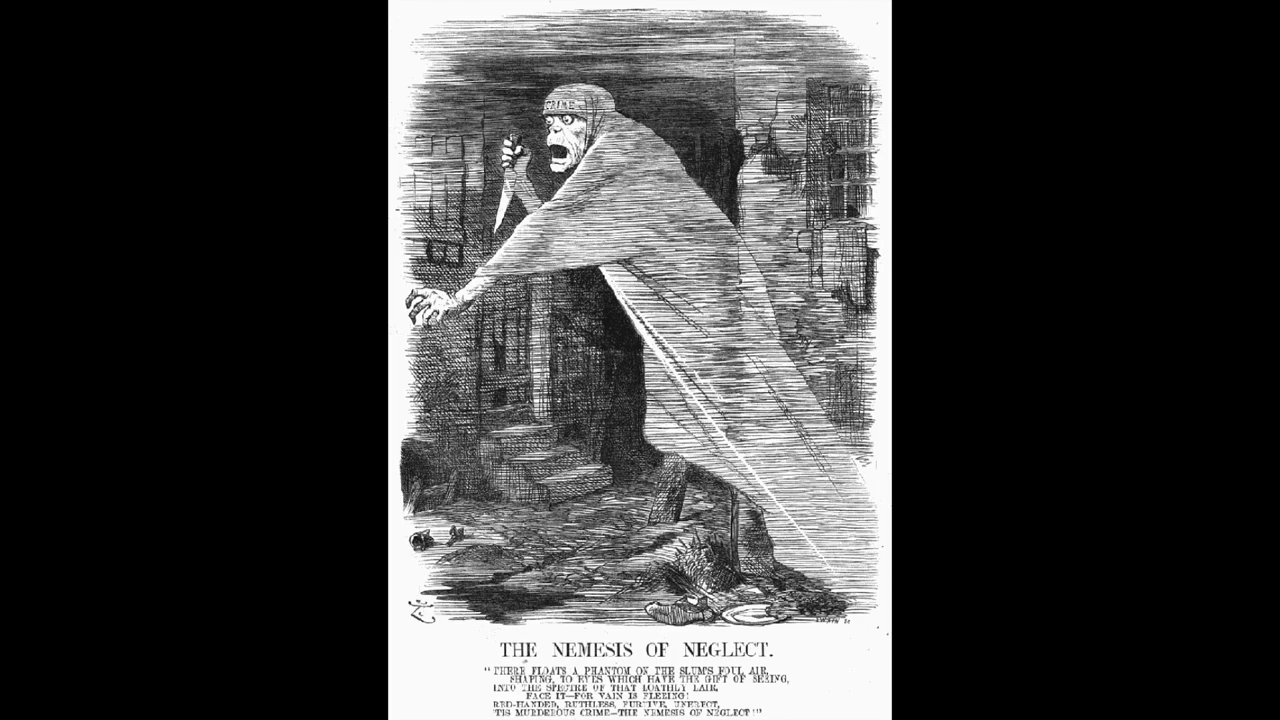 CRIME
THE NEMESIS OF NEGLECT.
"THERE FLOATS A PHANTOM ON THE SLUM'S FOUL AIR,
SHAPING, TO EYES WHICH HAVE THE GIFT OF SEEING,
INTO THE SPECTRE OF THAT LOATHLY LAIR.
FACE IT—FOR VAIN IS FLEEING!
RED-HANDED, RUTHLESS, FURTIVE, UNERECT,
'TIS MURDEROUS CRIME—THE NEMESIS OF NEGLECT!"